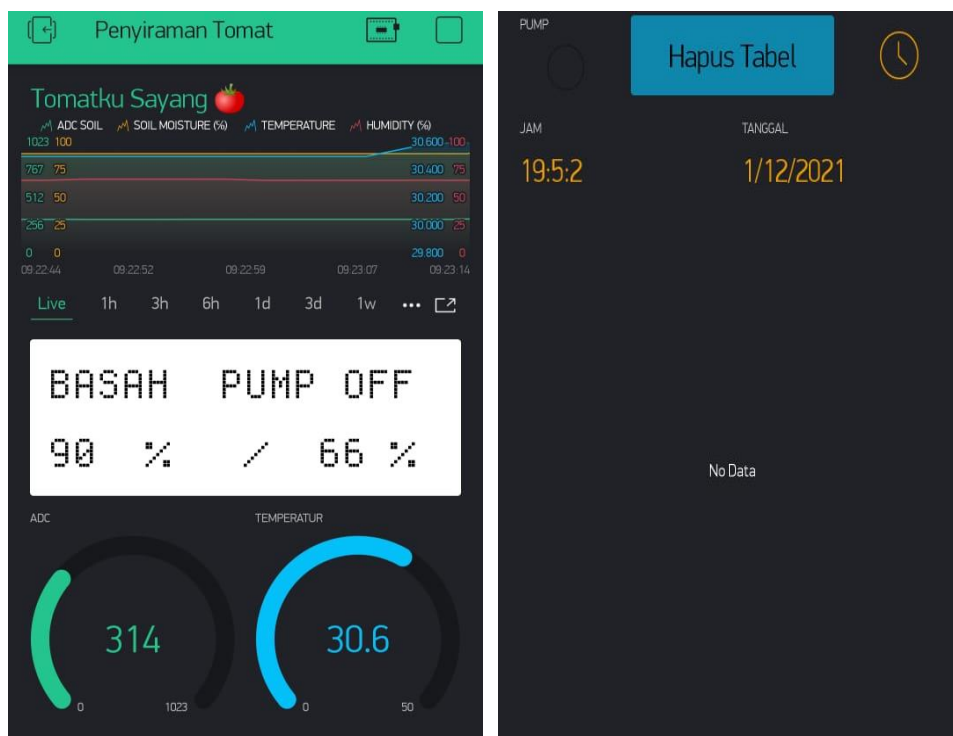 Penyiraman Tomat
Tomatku Sayang 🍅
ADC SOIL SOIL MOISTURE (%) TEMPERATURE HUMIDITY (%)
1023 100 30.600 100
767 75 30.400 75
512 50 30.200 50
256 25 30.000 25
0 0 29.800 0
09:22:44 09:22:52 09:22:59 09:23:07 09:23:14
Live 1h 3h 6h 1d 3d 1w
BASAH PUMP OFF
90 % / 66 %
ADC TEMPERATUR
314 30.6
0 1023 0 50
PUMP
Hapus Tabel
JAM TANGGAL
19:5:2 1/12/2021
No Data